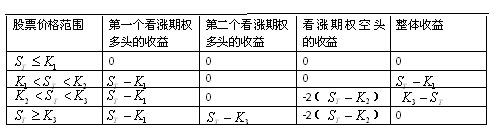 股票价格范围 第一个看涨期权多头的收益 第二个看涨期权多头的收益 看涨期权空头的收益 整体收益
S_T ≤ K_1 0 0 0 0
K_1 < S_T < K_2 S_T − K_1 0 0 S_T − K_1
K_2 < S_T < K_3 S_T − K_1 0 -2( S_T − K_2) K_3 − S_T
S_T ≥ K_3 S_T − K_1 S_T − K_3 -2( S_T − K_2) 0